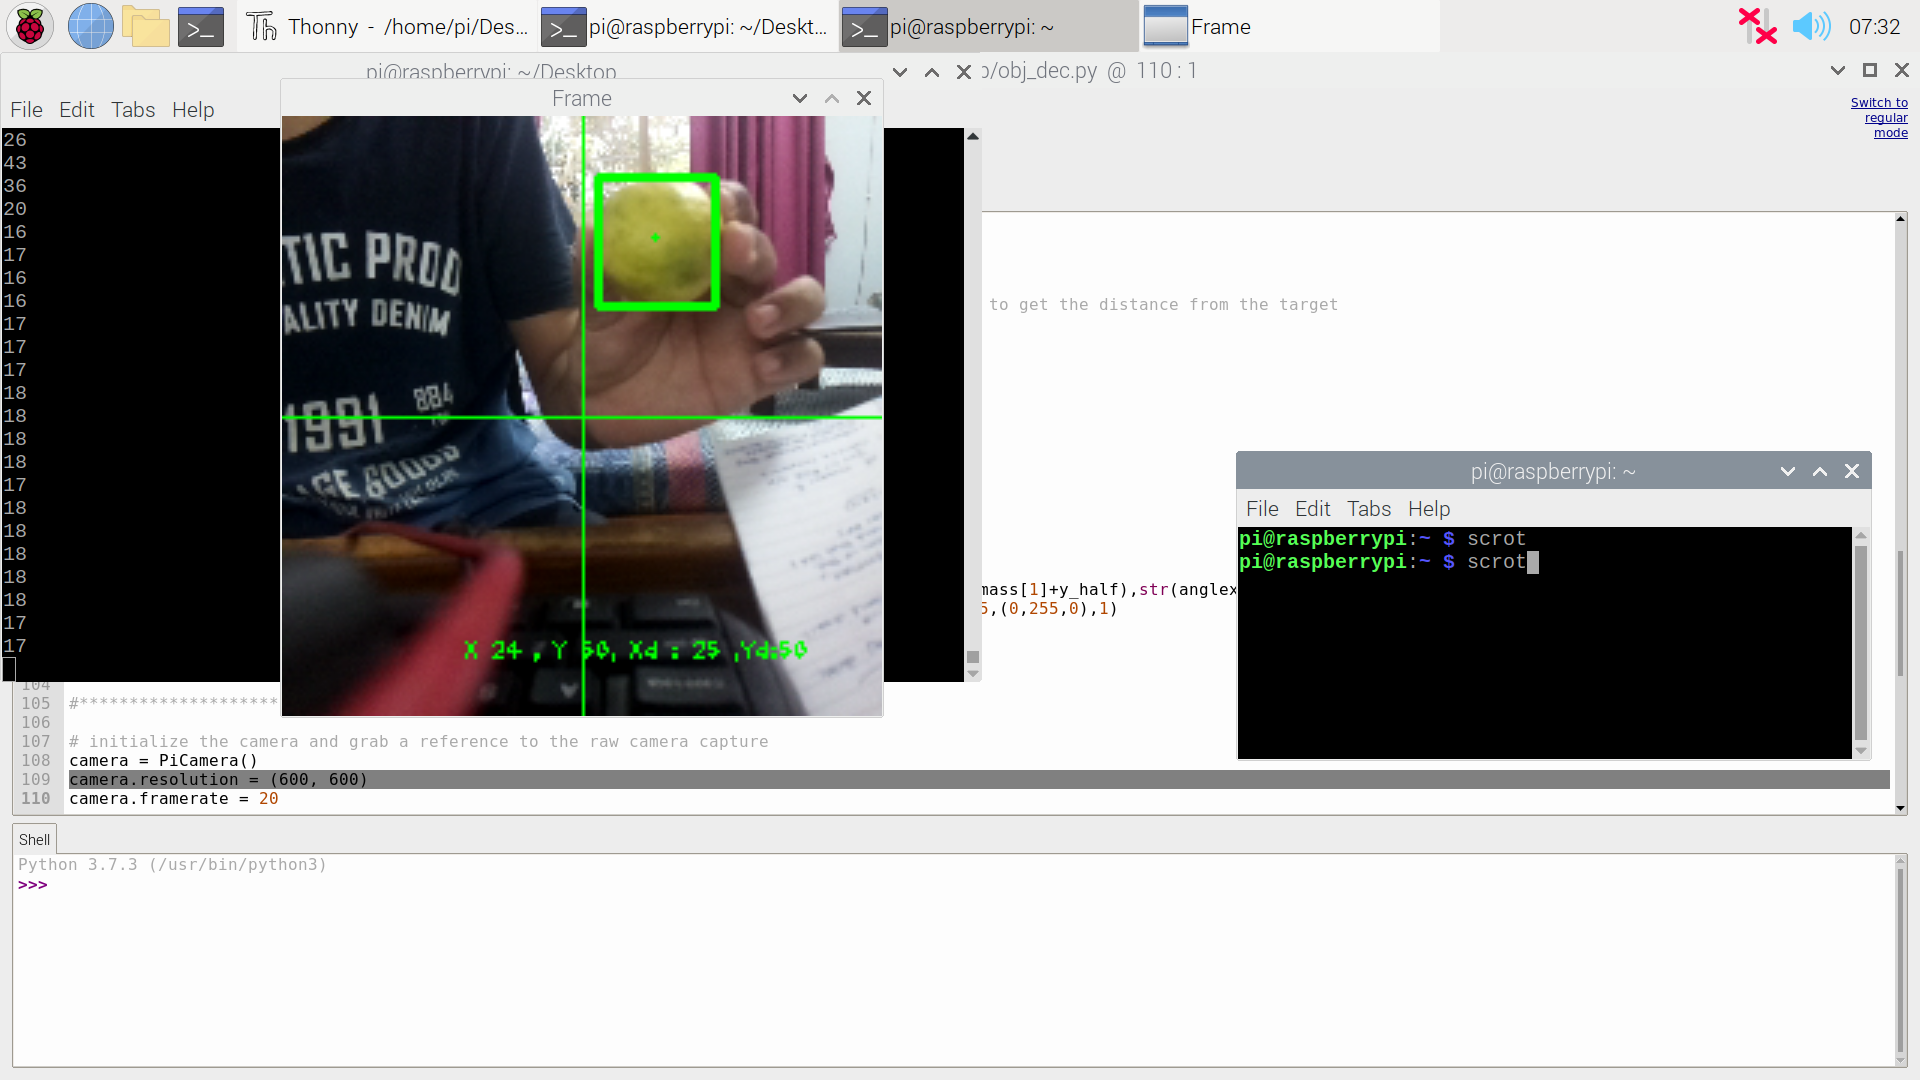 Thonny - /home/pi/Des...
pi@raspberrypi: ~/Deskt...
pi@raspberrypi: ~
Frame
07:32
pi@raspberrypi: ~/Desktop
/obj_dec.py @ 110 : 1
File Edit Tabs Help
Switch to
regular
mode
26
43
36
20
16
17
16
16
17
17
17
18
18
18
18
17
18
18
18
18
18
17
17
Frame
TIC PROD
ALITY DENIM
1991 884
AGE GOODS
X 24 , Y 50, Xd : 25 ,Yd:50
to get the distance from the target
mass[1]+y_half),str(anglex
5,(0,255,0),1)
pi@raspberrypi: ~
File Edit Tabs Help
pi@raspberrypi:~ $ scrot
pi@raspberrypi:~ $ scrot
104
105 #*********************
106
107 # initialize the camera and grab a reference to the raw camera capture
108 camera = PiCamera()
109 camera.resolution = (600, 600)
110 camera.framerate = 20
Shell
Python 3.7.3 (/usr/bin/python3)
>>>